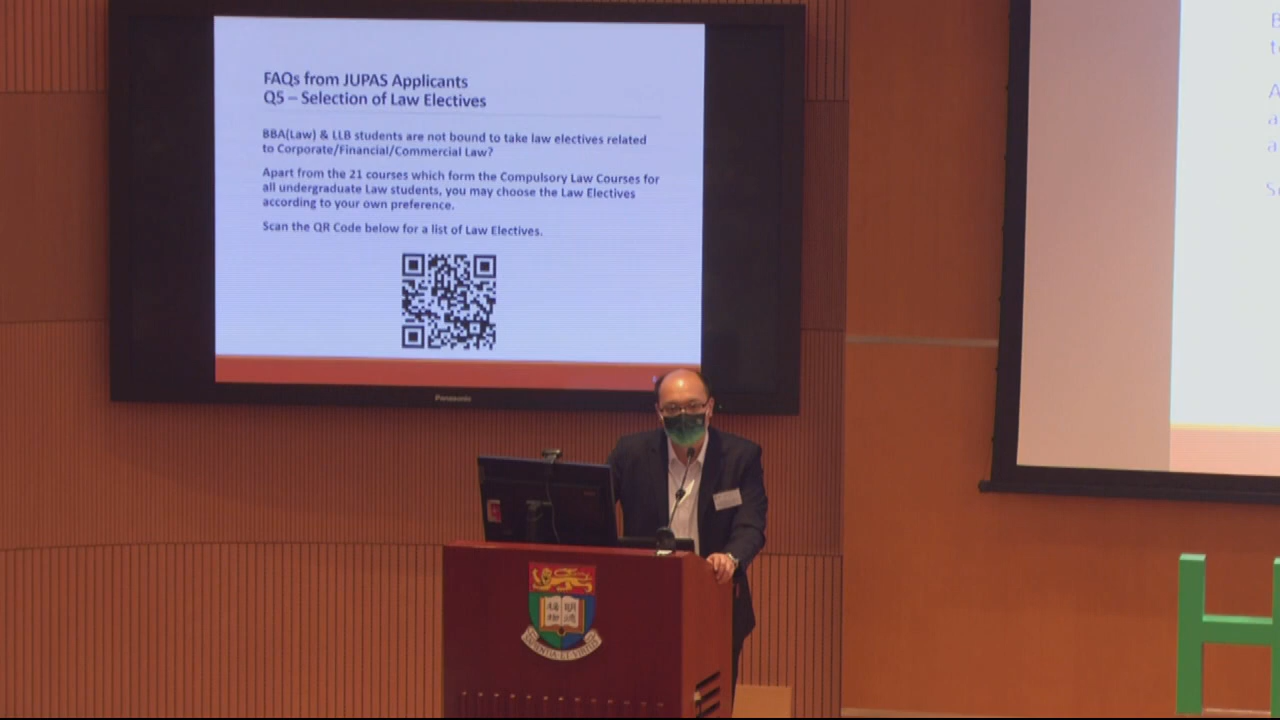 FAQs from JUPAS Applicants
Q5 – Selection of Law Electives
BBA(Law) & LLB students are not bound to take law electives related
to Corporate/Financial/Commercial Law?
Apart from the 21 courses which form the Compulsory Law Courses for
all undergraduate Law students, you may choose the Law Electives
according to your own preference.
Scan the QR Code below for a list of Law Electives.
Panasonic
SAPIENTIA·ET·VIRTUS
H